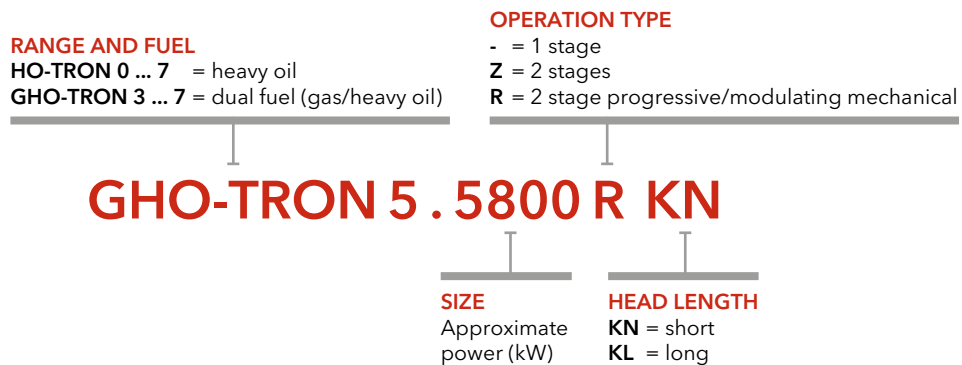 RANGE AND FUEL
HO-TRON 0 ... 7 = heavy oil
GHO-TRON 3 ... 7 = dual fuel (gas/heavy oil)
OPERATION TYPE
- = 1 stage
Z = 2 stages
R = 2 stage progressive/modulating mechanical
GHO-TRON 5 . 5800 R KN
SIZE
Approximate
power (kW)
HEAD LENGTH
KN = short
KL = long